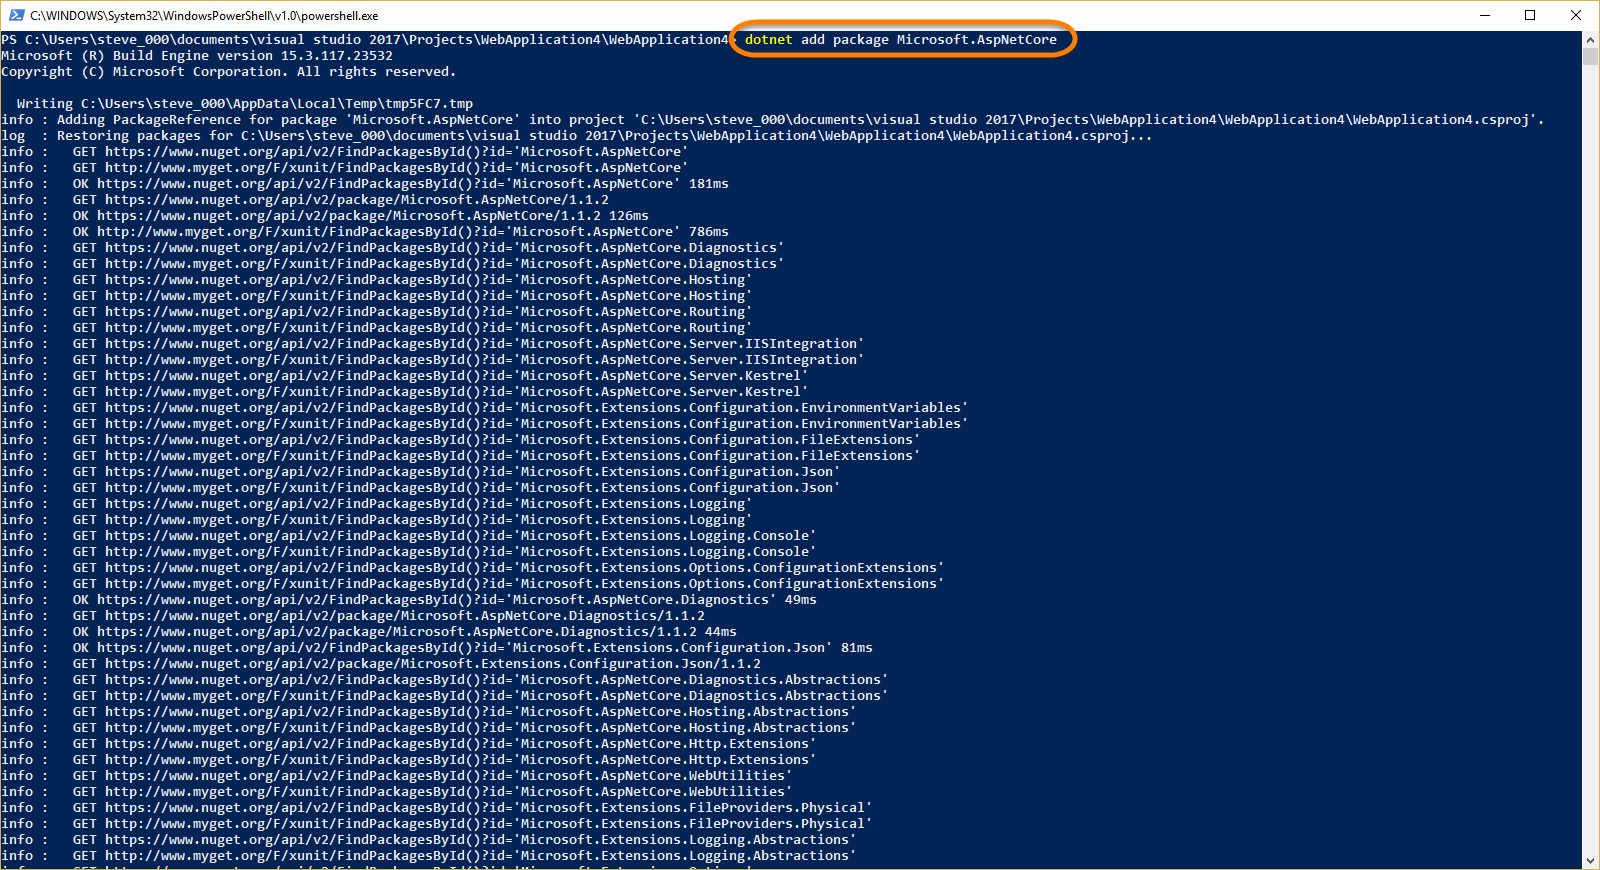 C:\WINDOWS\System32\WindowsPowerShell\v1.0\powershell.exe
PS C:\Users\steve_000\documents\visual studio 2017\Projects\WebApplication4\WebApplication4> dotnet add package Microsoft.AspNetCore
Microsoft (R) Build Engine version 15.3.117.23532
Copyright (C) Microsoft Corporation. All rights reserved.
  Writing C:\Users\steve_000\AppData\Local\Temp\tmp5FC7.tmp
info : Adding PackageReference for package 'Microsoft.AspNetCore' into project 'C:\Users\steve_000\documents\visual studio 2017\Projects\WebApplication4\WebApplication4\WebApplication4.csproj'.
log  : Restoring packages for C:\Users\steve_000\documents\visual studio 2017\Projects\WebApplication4\WebApplication4\WebApplication4.csproj...
info :   GET https://www.nuget.org/api/v2/FindPackagesById()?id='Microsoft.AspNetCore'
info :   GET http://www.myget.org/F/xunit/FindPackagesById()?id='Microsoft.AspNetCore'
info :   OK https://www.nuget.org/api/v2/FindPackagesById()?id='Microsoft.AspNetCore' 181ms
info :   GET https://www.nuget.org/api/v2/package/Microsoft.AspNetCore/1.1.2
info :   OK https://www.nuget.org/api/v2/package/Microsoft.AspNetCore/1.1.2 126ms
info :   OK http://www.myget.org/F/xunit/FindPackagesById()?id='Microsoft.AspNetCore' 786ms
info :   GET https://www.nuget.org/api/v2/FindPackagesById()?id='Microsoft.AspNetCore.Diagnostics'
info :   GET http://www.myget.org/F/xunit/FindPackagesById()?id='Microsoft.AspNetCore.Diagnostics'
info :   GET https://www.nuget.org/api/v2/FindPackagesById()?id='Microsoft.AspNetCore.Hosting'
info :   GET http://www.myget.org/F/xunit/FindPackagesById()?id='Microsoft.AspNetCore.Hosting'
info :   GET https://www.nuget.org/api/v2/FindPackagesById()?id='Microsoft.AspNetCore.Routing'
info :   GET http://www.myget.org/F/xunit/FindPackagesById()?id='Microsoft.AspNetCore.Routing'
info :   GET https://www.nuget.org/api/v2/FindPackagesById()?id='Microsoft.AspNetCore.Server.IISIntegration'
info :   GET http://www.myget.org/F/xunit/FindPackagesById()?id='Microsoft.AspNetCore.Server.IISIntegration'
info :   GET https://www.nuget.org/api/v2/FindPackagesById()?id='Microsoft.AspNetCore.Server.Kestrel'
info :   GET http://www.myget.org/F/xunit/FindPackagesById()?id='Microsoft.AspNetCore.Server.Kestrel'
info :   GET https://www.nuget.org/api/v2/FindPackagesById()?id='Microsoft.Extensions.Configuration.EnvironmentVariables'
info :   GET http://www.myget.org/F/xunit/FindPackagesById()?id='Microsoft.Extensions.Configuration.EnvironmentVariables'
info :   GET https://www.nuget.org/api/v2/FindPackagesById()?id='Microsoft.Extensions.Configuration.FileExtensions'
info :   GET http://www.myget.org/F/xunit/FindPackagesById()?id='Microsoft.Extensions.Configuration.FileExtensions'
info :   GET https://www.nuget.org/api/v2/FindPackagesById()?id='Microsoft.Extensions.Configuration.Json'
info :   GET http://www.myget.org/F/xunit/FindPackagesById()?id='Microsoft.Extensions.Configuration.Json'
info :   GET https://www.nuget.org/api/v2/FindPackagesById()?id='Microsoft.Extensions.Logging'
info :   GET http://www.myget.org/F/xunit/FindPackagesById()?id='Microsoft.Extensions.Logging'
info :   GET https://www.nuget.org/api/v2/FindPackagesById()?id='Microsoft.Extensions.Logging.Console'
info :   GET http://www.myget.org/F/xunit/FindPackagesById()?id='Microsoft.Extensions.Logging.Console'
info :   GET https://www.nuget.org/api/v2/FindPackagesById()?id='Microsoft.Extensions.Options.ConfigurationExtensions'
info :   GET http://www.myget.org/F/xunit/FindPackagesById()?id='Microsoft.Extensions.Options.ConfigurationExtensions'
info :   OK https://www.nuget.org/api/v2/FindPackagesById()?id='Microsoft.AspNetCore.Diagnostics' 49ms
info :   GET https://www.nuget.org/api/v2/package/Microsoft.AspNetCore.Diagnostics/1.1.2
info :   OK https://www.nuget.org/api/v2/package/Microsoft.AspNetCore.Diagnostics/1.1.2 44ms
info :   OK https://www.nuget.org/api/v2/FindPackagesById()?id='Microsoft.Extensions.Configuration.Json' 81ms
info :   GET https://www.nuget.org/api/v2/package/Microsoft.Extensions.Configuration.Json/1.1.2
info :   GET https://www.nuget.org/api/v2/FindPackagesById()?id='Microsoft.AspNetCore.Diagnostics.Abstractions'
info :   GET http://www.myget.org/F/xunit/FindPackagesById()?id='Microsoft.AspNetCore.Diagnostics.Abstractions'
info :   GET https://www.nuget.org/api/v2/FindPackagesById()?id='Microsoft.AspNetCore.Hosting.Abstractions'
info :   GET http://www.myget.org/F/xunit/FindPackagesById()?id='Microsoft.AspNetCore.Hosting.Abstractions'
info :   GET https://www.nuget.org/api/v2/FindPackagesById()?id='Microsoft.AspNetCore.Http.Extensions'
info :   GET http://www.myget.org/F/xunit/FindPackagesById()?id='Microsoft.AspNetCore.Http.Extensions'
info :   GET https://www.nuget.org/api/v2/FindPackagesById()?id='Microsoft.AspNetCore.WebUtilities'
info :   GET http://www.myget.org/F/xunit/FindPackagesById()?id='Microsoft.AspNetCore.WebUtilities'
info :   GET https://www.nuget.org/api/v2/FindPackagesById()?id='Microsoft.Extensions.FileProviders.Physical'
info :   GET http://www.myget.org/F/xunit/FindPackagesById()?id='Microsoft.Extensions.FileProviders.Physical'
info :   GET https://www.nuget.org/api/v2/FindPackagesById()?id='Microsoft.Extensions.Logging.Abstractions'
info :   GET http://www.myget.org/F/xunit/FindPackagesById()?id='Microsoft.Extensions.Logging.Abstractions'